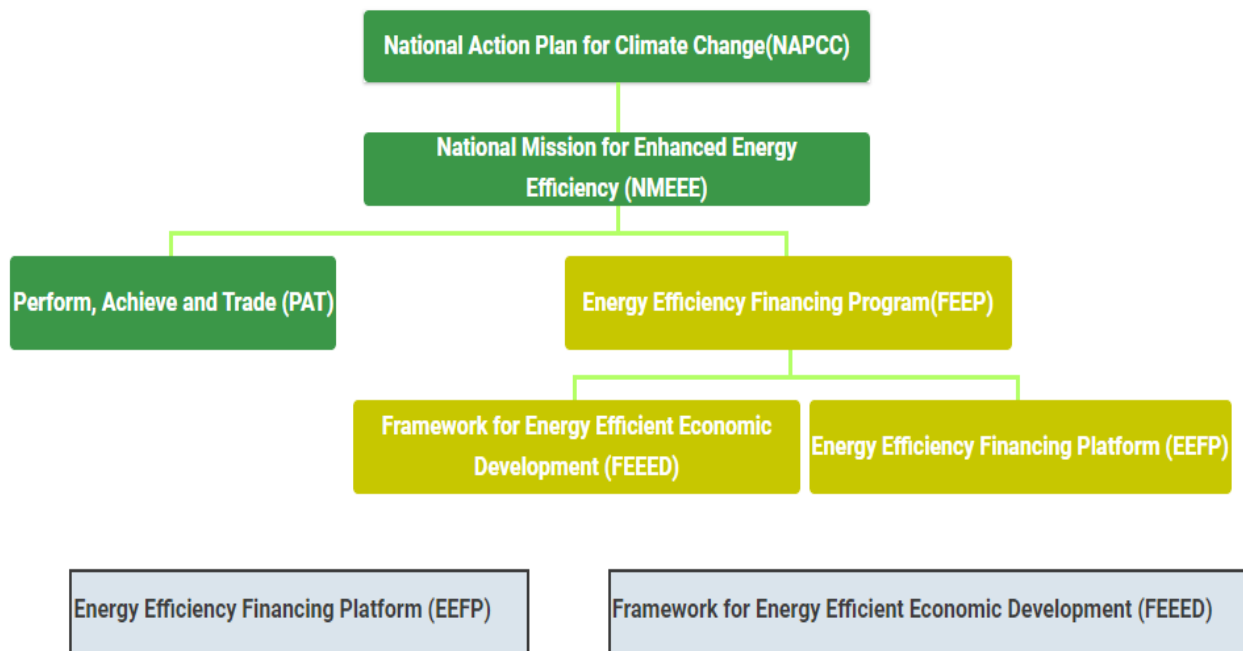 National Action Plan for Climate Change(NAPCC)
National Mission for Enhanced Energy
Efficiency (NMEEE)
Perform, Achieve and Trade (PAT)
Energy Efficiency Financing Program(FEEP)
Framework for Energy Efficient Economic
Development (FEEED)
Energy Efficiency Financing Platform (EEFP)
Energy Efficiency Financing Platform (EEFP)
Framework for Energy Efficient Economic Development (FEEED)